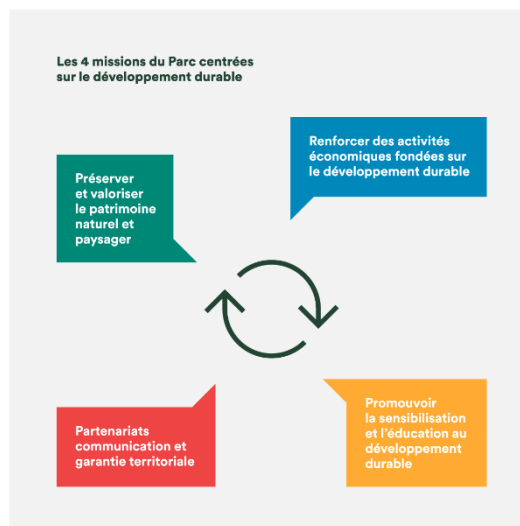 Les 4 missions du Parc centrées
sur le développement durable
Renforcer des activités
économiques fondées sur
le développement durable
Préserver
et valoriser
le patrimoine
naturel et
paysager
Partenariats
communication et
garantie territoriale
Promouvoir
la sensibilisation
et l'éducation au
développement
durable